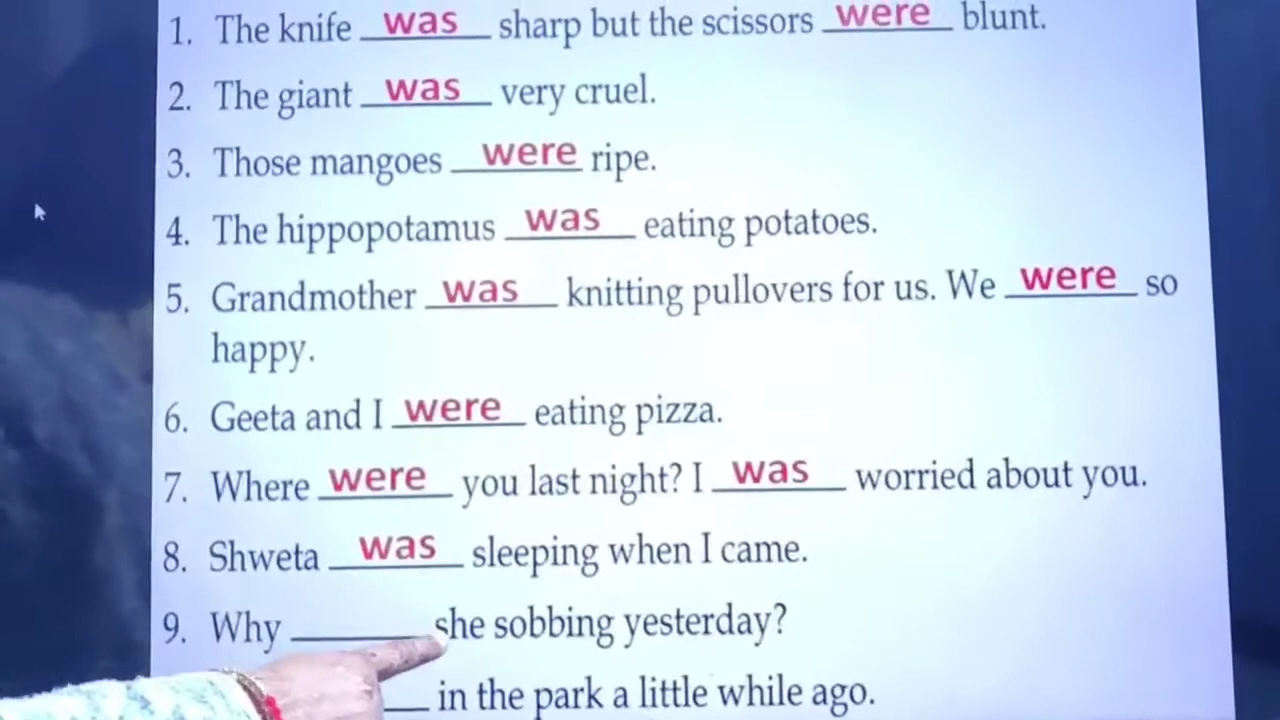 1. The knife was sharp but the scissors were blunt.
2. The giant was very cruel.
3. Those mangoes were ripe.
4. The hippopotamus was eating potatoes.
5. Grandmother was knitting pullovers for us. We were so
happy.
6. Geeta and I were eating pizza.
7. Where were you last night? I was worried about you.
8. Shweta was sleeping when I came.
9. Why ______ she sobbing yesterday?
__ in the park a little while ago.